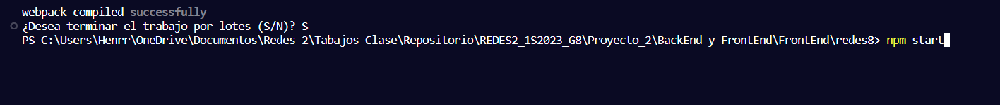 webpack compiled successfully
¿Desea terminar el trabajo por lotes (S/N)? S
PS C:\Users\Henrr\OneDrive\Documentos\Redes 2\Tabajos Clase\Repositorio\REDES2_1S2023_G8\Proyecto_2\BackEnd y FrontEnd\FrontEnd\redes8> npm start